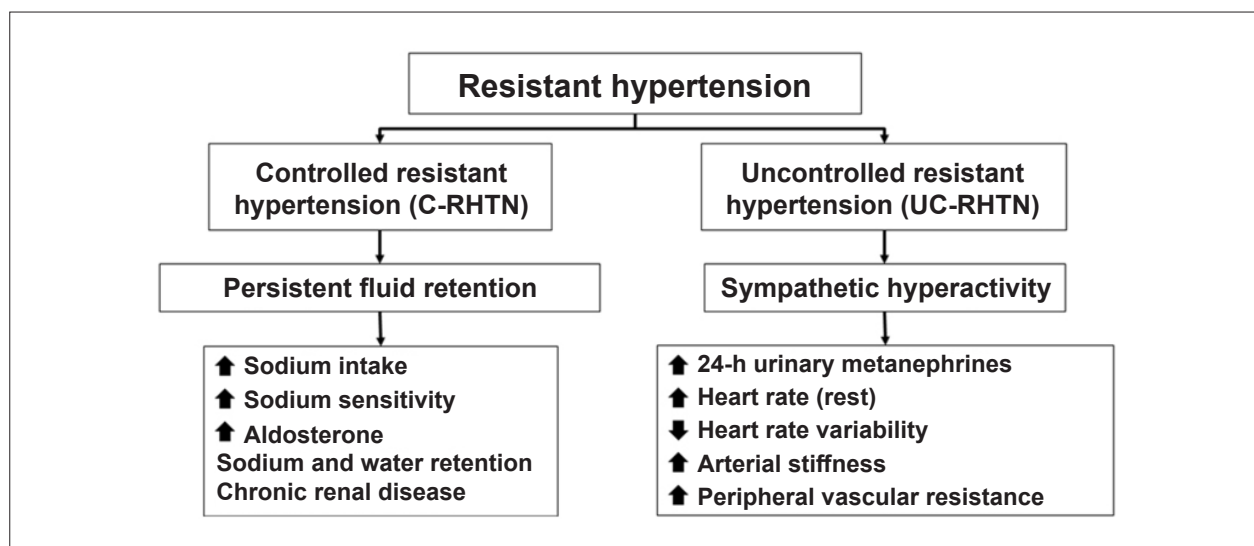 Resistant hypertension
Controlled resistant
hypertension (C-RHTN)
Uncontrolled resistant
hypertension (UC-RHTN)
Persistent fluid retention
Sympathetic hyperactivity
Sodium intake
Sodium sensitivity
Aldosterone
Sodium and water retention
Chronic renal disease
24-h urinary metanephrines
Heart rate (rest)
Heart rate variability
Arterial stiffness
Peripheral vascular resistance